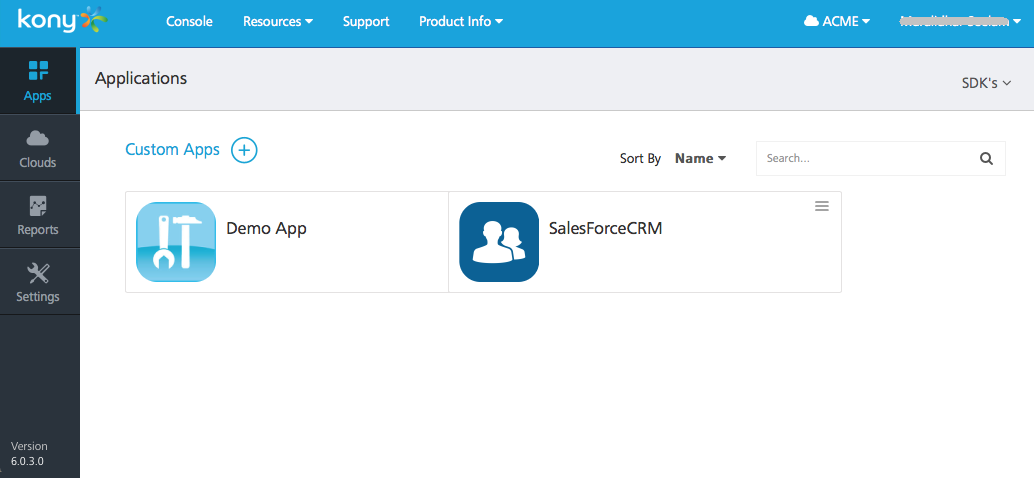 kony
Console
Resources
Support
Product Info
ACME
Apps
Clouds
Reports
Settings
Version
6.0.3.0
Applications
SDK's
Custom Apps
Sort By
Name
Search...
Demo App
SalesForceCRM